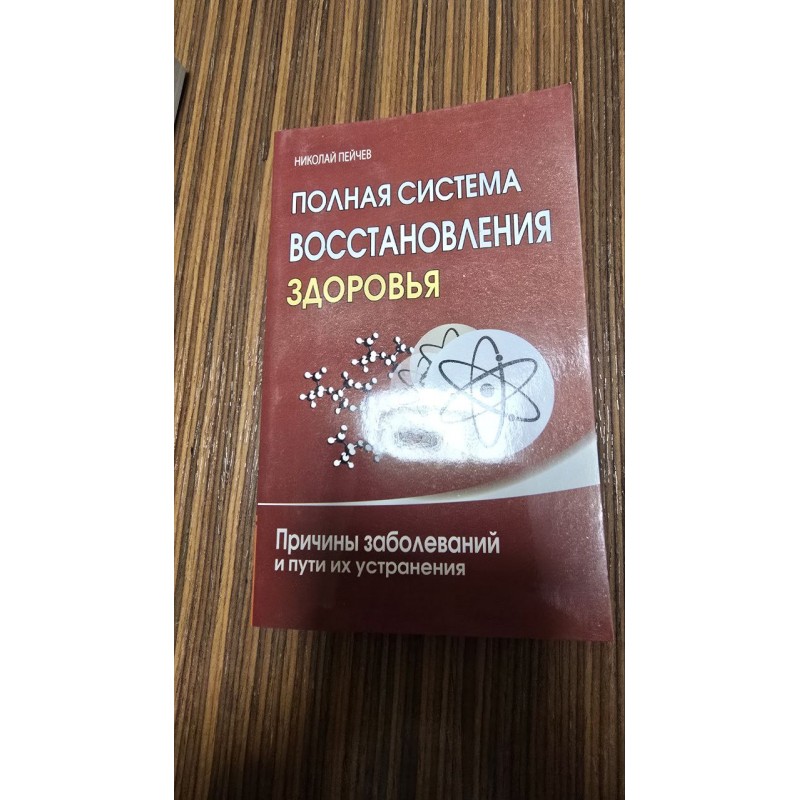 НИКОЛАЙ ПЕЙЧЕВ
ПОЛНАЯ СИСТЕМА
ВОССТАНОВЛЕНИЯ
ЗДОРОВЬЯ
Причины заболеваний
и пути их устранения